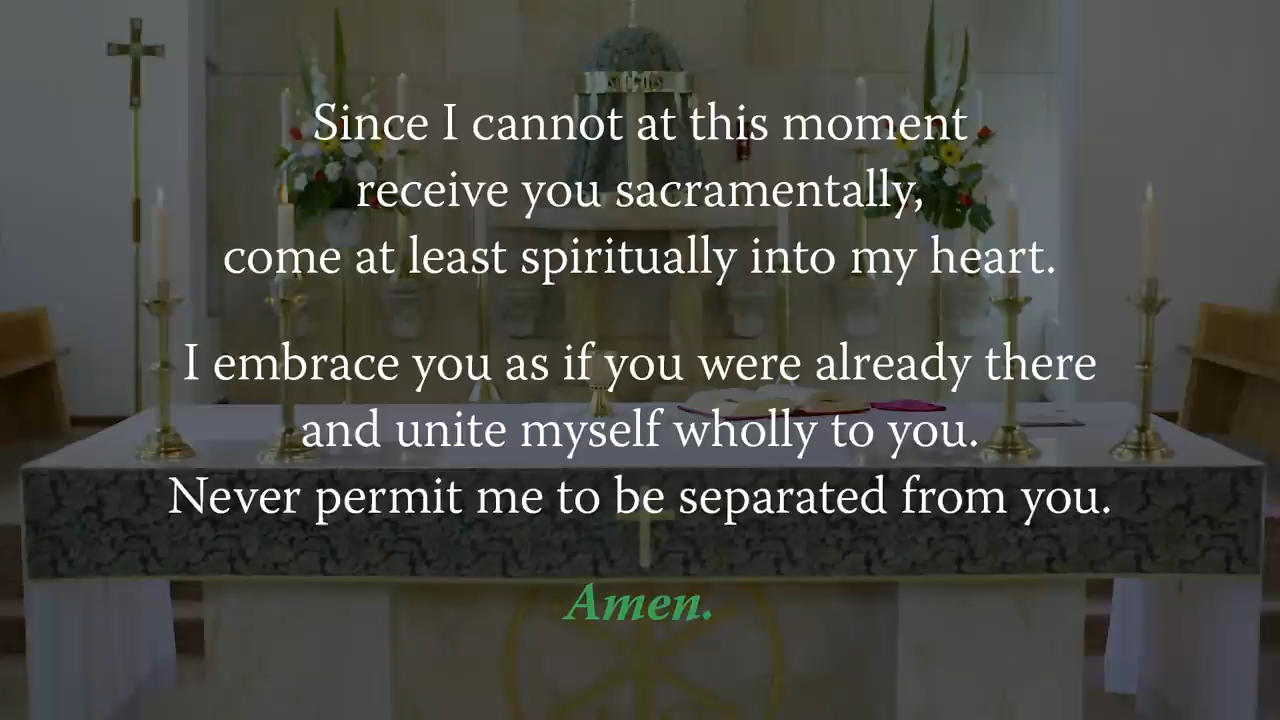 Since I cannot at this moment
receive you sacramentally,
come at least spiritually into my heart.
I embrace you as if you were already there
and unite myself wholly to you.
Never permit me to be separated from you.
Amen.